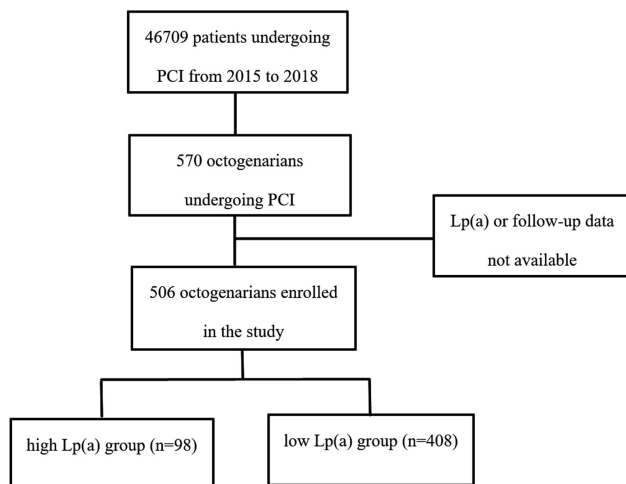 46709 patients undergoing
PCI from 2015 to 2018
570 octogenarians
undergoing PCI
Lp(a) or follow-up data
not available
506 octogenarians enrolled
in the study
high Lp(a) group (n=98)
low Lp(a) group (n=408)